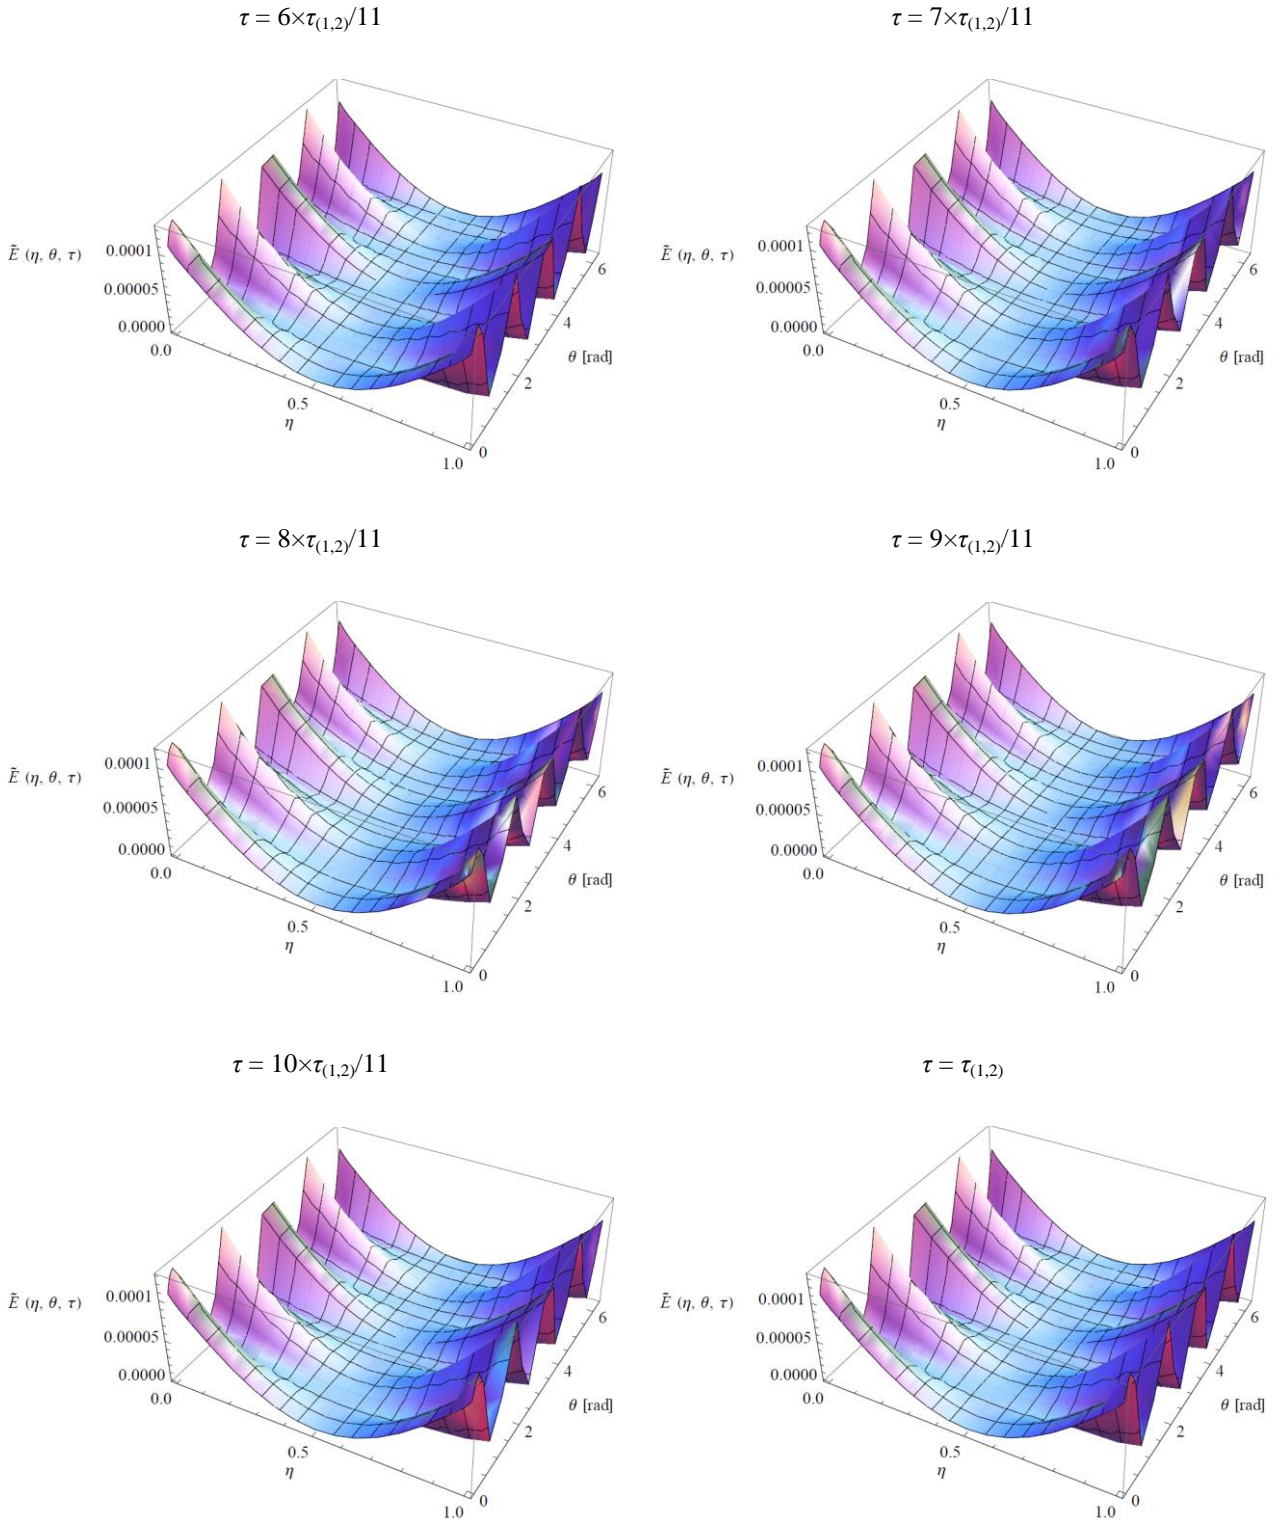 τ = 6×τ(1,2)/11
Ẽ (η, θ, τ)
0.0001
0.00005
0.0000
0.0
0.5
η
1.0
0
2
4
6
θ [rad]
τ = 7×τ(1,2)/11
Ẽ (η, θ, τ)
0.0001
0.00005
0.0000
0.0
0.5
η
1.0
0
2
4
6
θ [rad]
τ = 8×τ(1,2)/11
Ẽ (η, θ, τ)
0.0001
0.00005
0.0000
0.0
0.5
η
1.0
0
2
4
6
θ [rad]
τ = 9×τ(1,2)/11
Ẽ (η, θ, τ)
0.0001
0.00005
0.0000
0.0
0.5
η
1.0
0
2
4
6
θ [rad]
τ = 10×τ(1,2)/11
Ẽ (η, θ, τ)
0.0001
0.00005
0.0000
0.0
0.5
η
1.0
0
2
4
6
θ [rad]
τ = τ(1,2)
Ẽ (η, θ, τ)
0.0001
0.00005
0.0000
0.0
0.5
η
1.0
0
2
4
6
θ [rad]